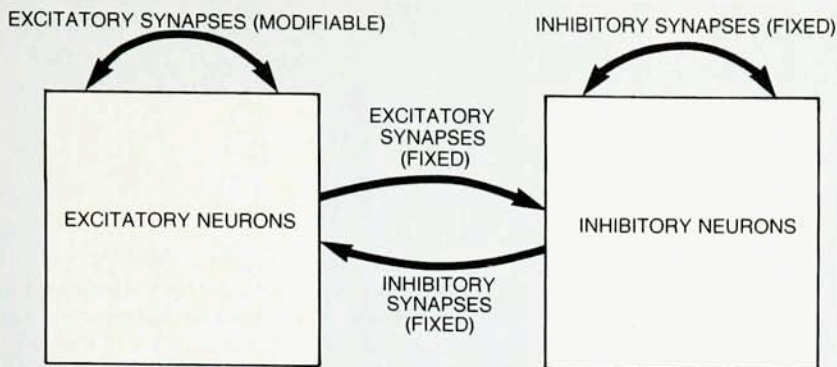 EXCITATORY SYNAPSES (MODIFIABLE)
INHIBITORY SYNAPSES (FIXED)
EXCITATORY
SYNAPSES
(FIXED)
EXCITATORY NEURONS
INHIBITORY NEURONS
INHIBITORY
SYNAPSES
(FIXED)